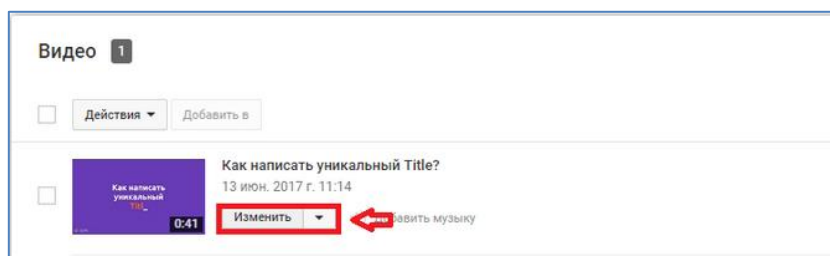 Видео 1
Действия Добавить в
Как написать уникальный Title?
13 июн. 2017 г. 11:14
Как написать
уникальный
Titl_
0:41
Изменить
бавить музыку